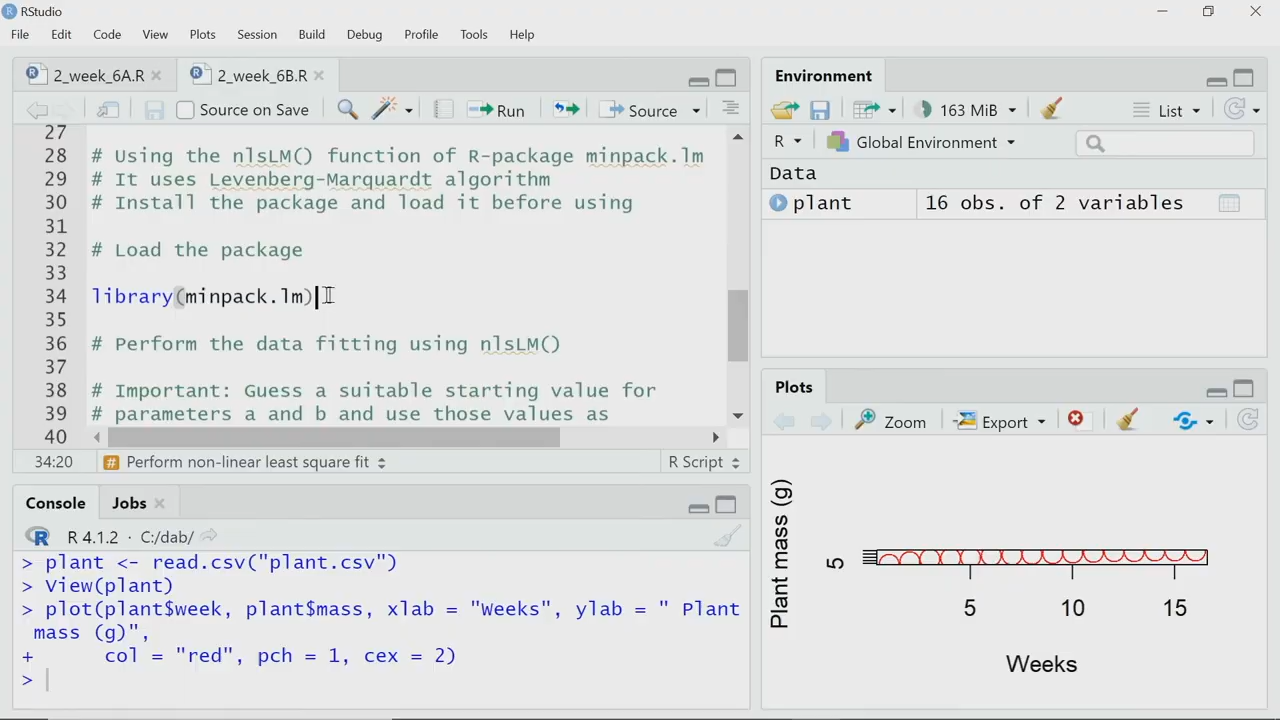 RStudio
File Edit Code View Plots Session Build Debug Profile Tools Help
2_week_6A.R
2_week_6B.R
Source on Save
Run
Source
27
28 # Using the nlsLM() function of R-package minpack.lm
29 # It uses Levenberg-Marquardt algorithm
30 # Install the package and load it before using
31
32 # Load the package
33
34 library(minpack.lm)
35
36 # Perform the data fitting using nlsLM()
37
38 # Important: Guess a suitable starting value for
39 # parameters a and b and use those values as
40
34:20 Perform non-linear least square fit R Script
Console Jobs
R 4.1.2 · C:/dab/
> plant <- read.csv("plant.csv")
> View(plant)
> plot(plant$week, plant$mass, xlab = "Weeks", ylab = " Plant
mass (g)",
+ col = "red", pch = 1, cex = 2)
>
Environment
163 MiB
List
R Global Environment
Data
plant 16 obs. of 2 variables
Plots
Zoom Export
Plant mass (g)
5
5 10 15
Weeks